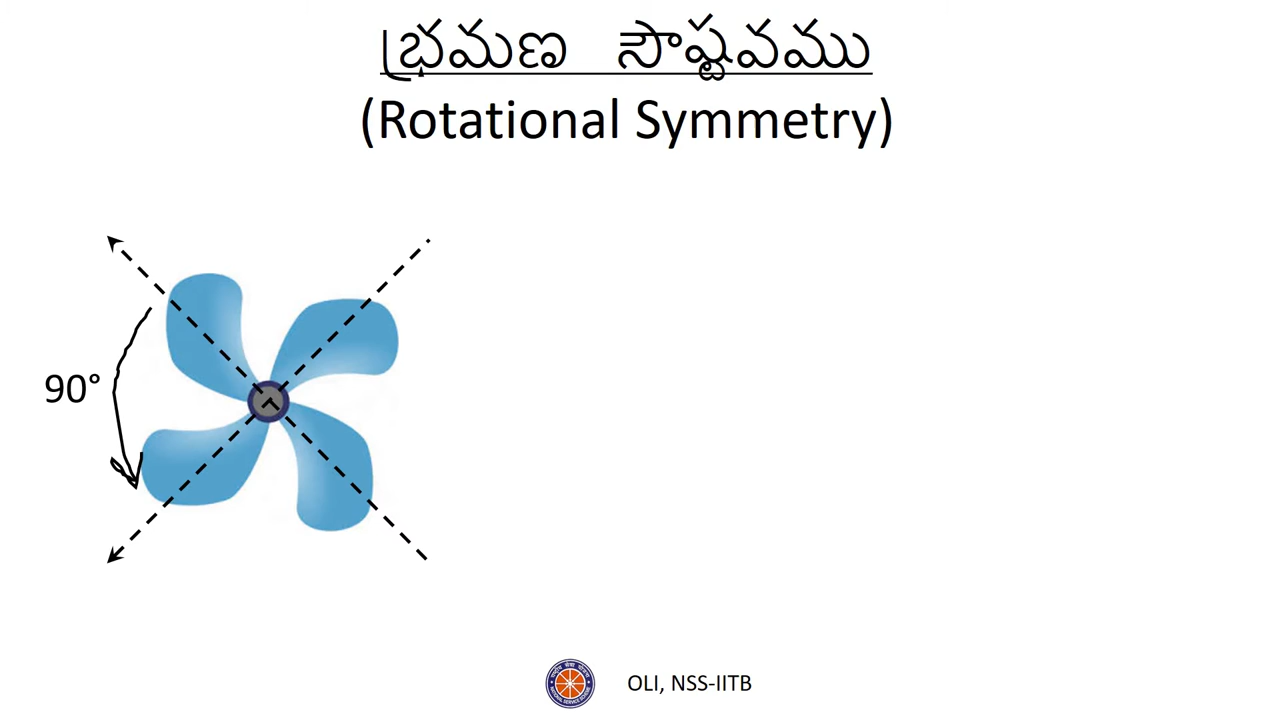 భ్రమణ సౌష్టవము
(Rotational Symmetry)
90°
OLI, NSS-IITB